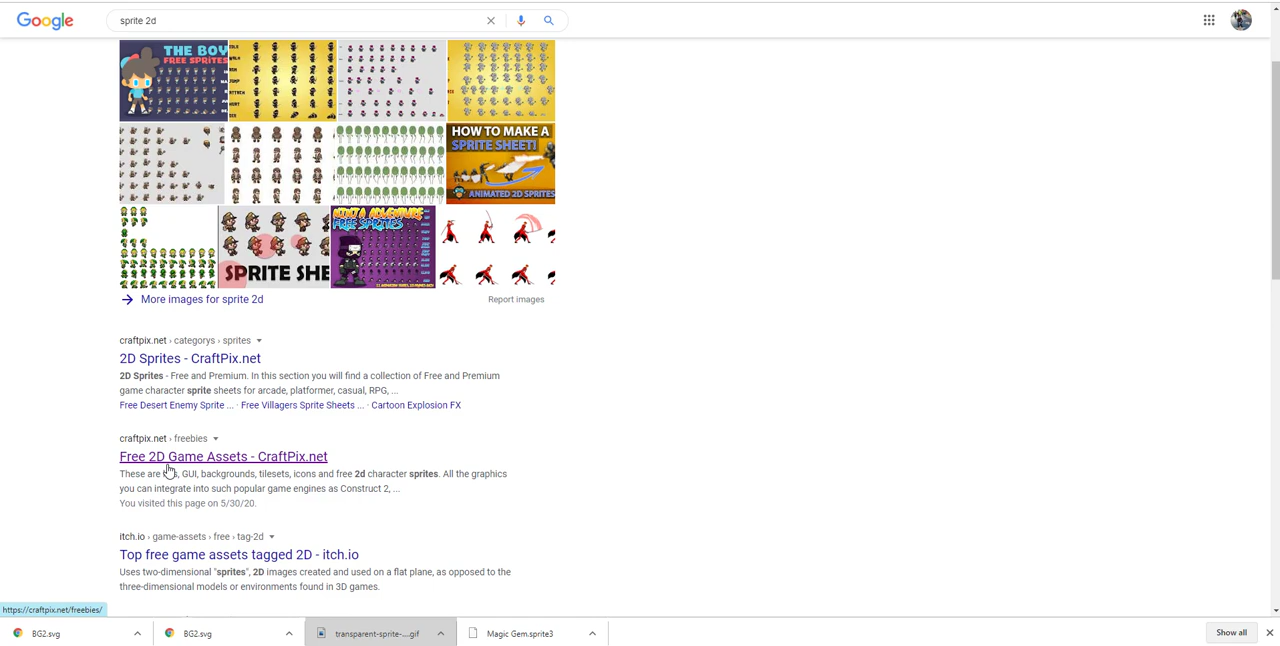 Google
sprite 2d
THE BOY
FREE SPRITES
HOW TO MAKE A
SPRITE SHEET!
ANIMATED 2D SPRITES
NINJA ADVENTURE
FREE SPRITES
SPRITE SHE
More images for sprite 2d
Report images
craftpix.net › categorys › sprites
2D Sprites - CraftPix.net
2D Sprites - Free and Premium. In this section you will find a collection of Free and Premium
game character sprite sheets for arcade, platformer, casual, RPG, ...
Free Desert Enemy Sprite ... · Free Villagers Sprite Sheets ... · Cartoon Explosion FX
craftpix.net › freebies
Free 2D Game Assets - CraftPix.net
These are , GUI, backgrounds, tilesets, icons and free 2d character sprites. All the graphics
you can integrate into such popular game engines as Construct 2, ...
You visited this page on 5/30/20.
itch.io › game-assets › free › tag-2d
Top free game assets tagged 2D - itch.io
Uses two-dimensional "sprites", 2D images created and used on a flat plane, as opposed to the
three-dimensional models or environments found in 3D games.
https://craftpix.net/freebies/
BG2.svg
BG2.svg
transparent-sprite-....gif
Magic Gem.sprite3
Show all